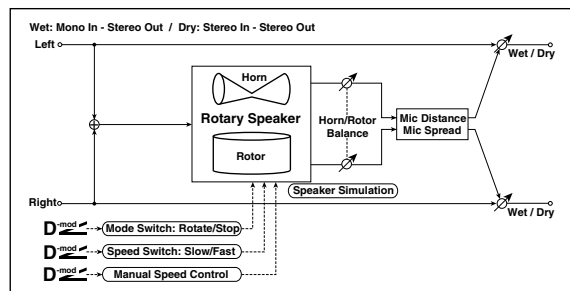 Wet: Mono In - Stereo Out / Dry: Stereo In - Stereo Out
Left
Wet / Dry
Horn
Rotary Speaker
Rotor
Horn/Rotor
Balance
Mic Distance
Mic Spread
Speaker Simulation
Right
Wet / Dry
D-mod
Mode Switch: Rotate/Stop
D-mod
Speed Switch: Slow/Fast
D-mod
Manual Speed Control